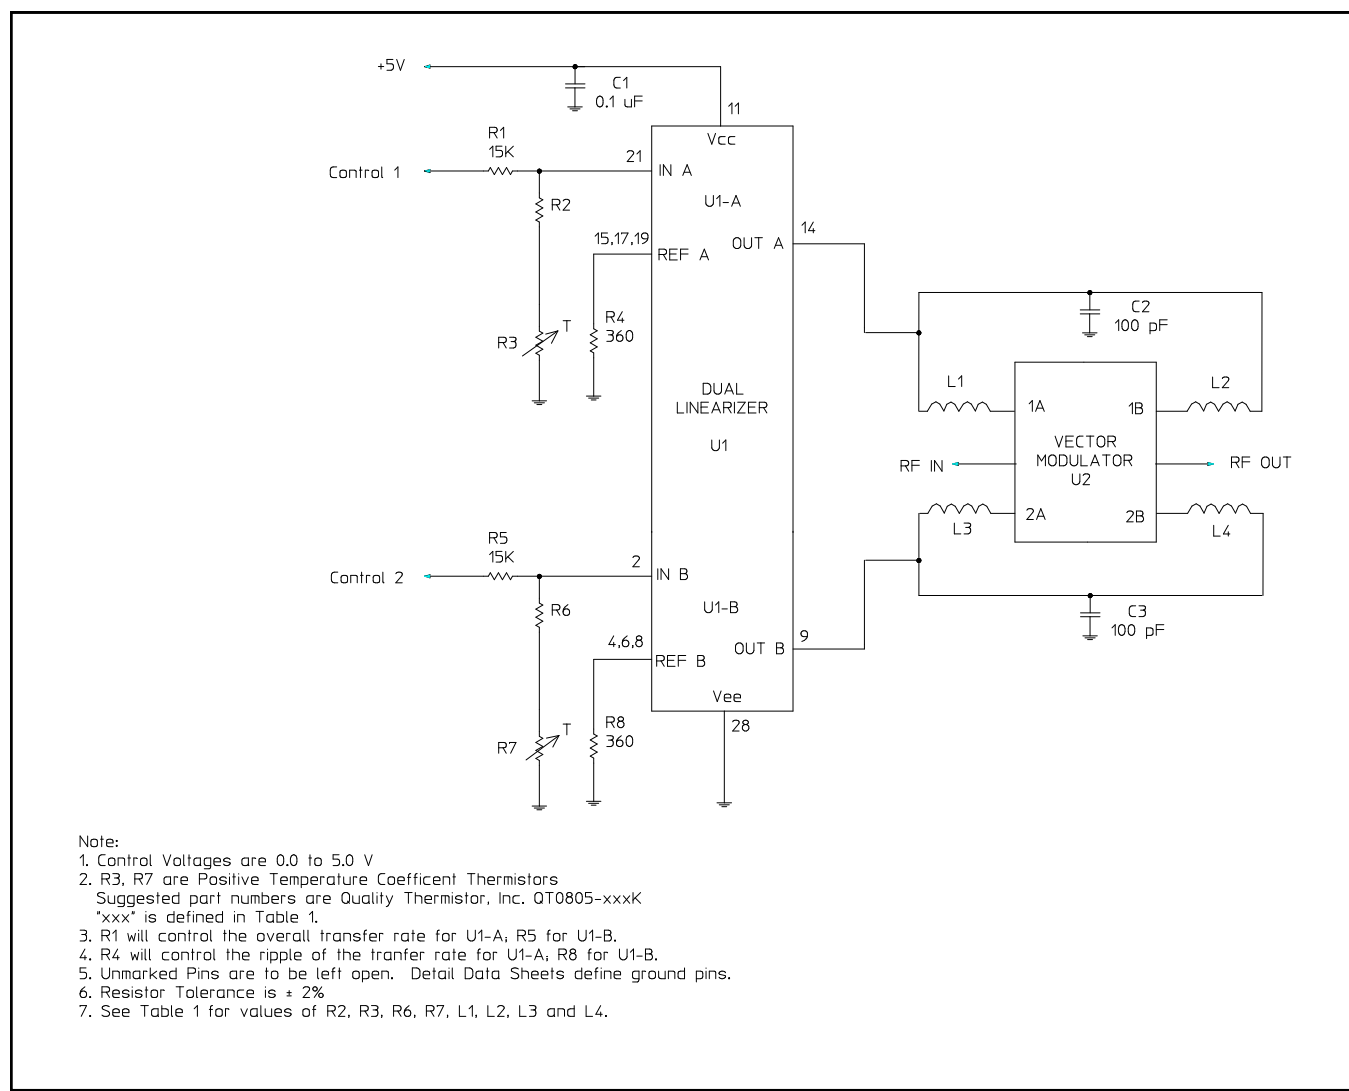 +5V
C1
0.1 uF
11
Vcc
R1
15K
21
Control 1
IN A
R2
U1-A
15,17,19
OUT A
14
REF A
R4
360
T
R3
C2
100 pF
DUAL
LINEARIZER
U1
L1
L2
1A
1B
VECTOR
MODULATOR
U2
RF IN
RF OUT
2A
2B
L3
L4
R5
15K
2
Control 2
IN B
R6
U1-B
C3
100 pF
4,6,8
OUT B
9
REF B
Vee
R8
360
28
T
R7
Note:
1. Control Voltages are 0.0 to 5.0 V
2. R3, R7 are Positive Temperature Coefficent Thermistors
Suggested part numbers are Quality Thermistor, Inc. QT0805-xxxK
"xxx" is defined in Table 1.
3. R1 will control the overall transfer rate for U1-A; R5 for U1-B.
4. R4 will control the ripple of the tranfer rate for U1-A; R8 for U1-B.
5. Unmarked Pins are to be left open. Detail Data Sheets define ground pins.
6. Resistor Tolerance is ± 2%
7. See Table 1 for values of R2, R3, R6, R7, L1, L2, L3 and L4.